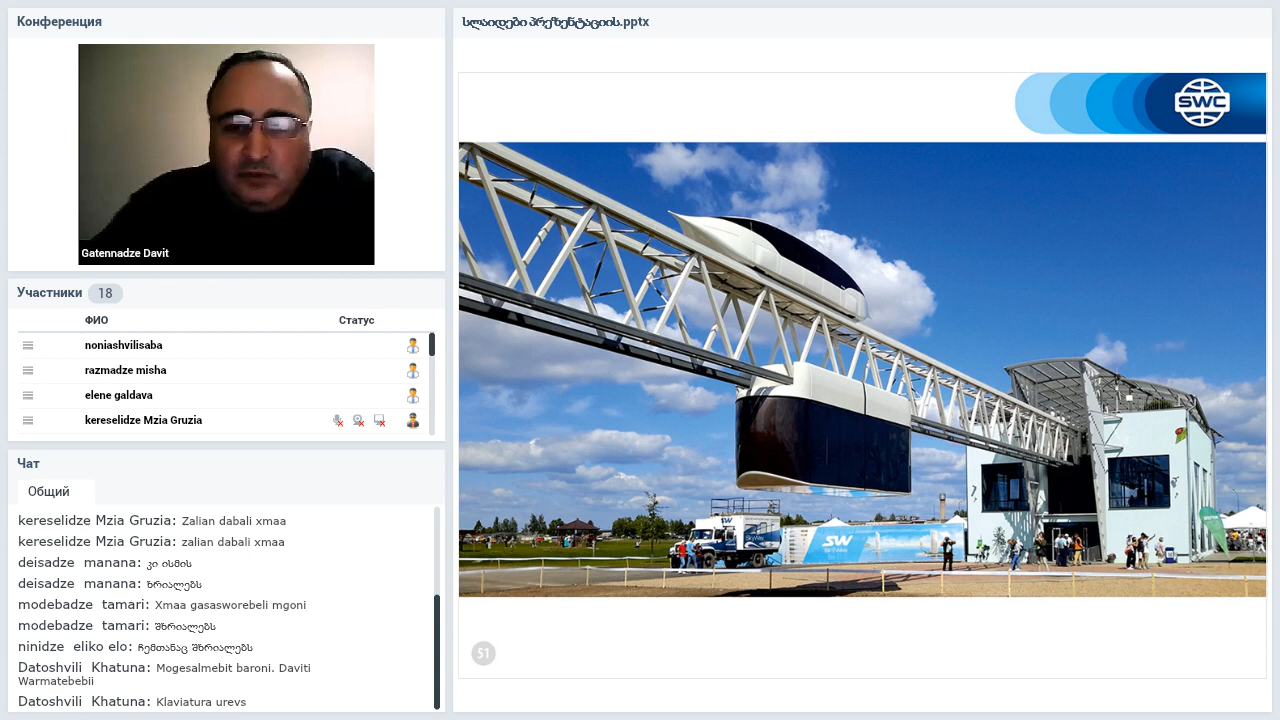 Конференция
Gatennadze Davit
Участники 18
ФИО Статус
noniashvilisaba
razmadze misha
elene galdava
kereselidze Mzia Gruzia
Чат
Общий
kereselidze Mzia Gruzia: Zalian dabali xmaa
kereselidze Mzia Gruzia: zalian dabali xmaa
deisadze manana: კი ისმის
deisadze manana: ხრიალებს
modebadze tamari: Xmaa gasasworebeli mgoni
modebadze tamari: შხრიალებს
ninidze eliko elo: ჩემთანაც შხრიალებს
Datoshvili Khatuna: Mogesalmebit baroni. Daviti
Warmatebebii
Datoshvili Khatuna: Klaviatura urevs
სლაიდები პრეზენტაციის.pptx
SWC
SW
SkyWay
SW
SkyWay
51